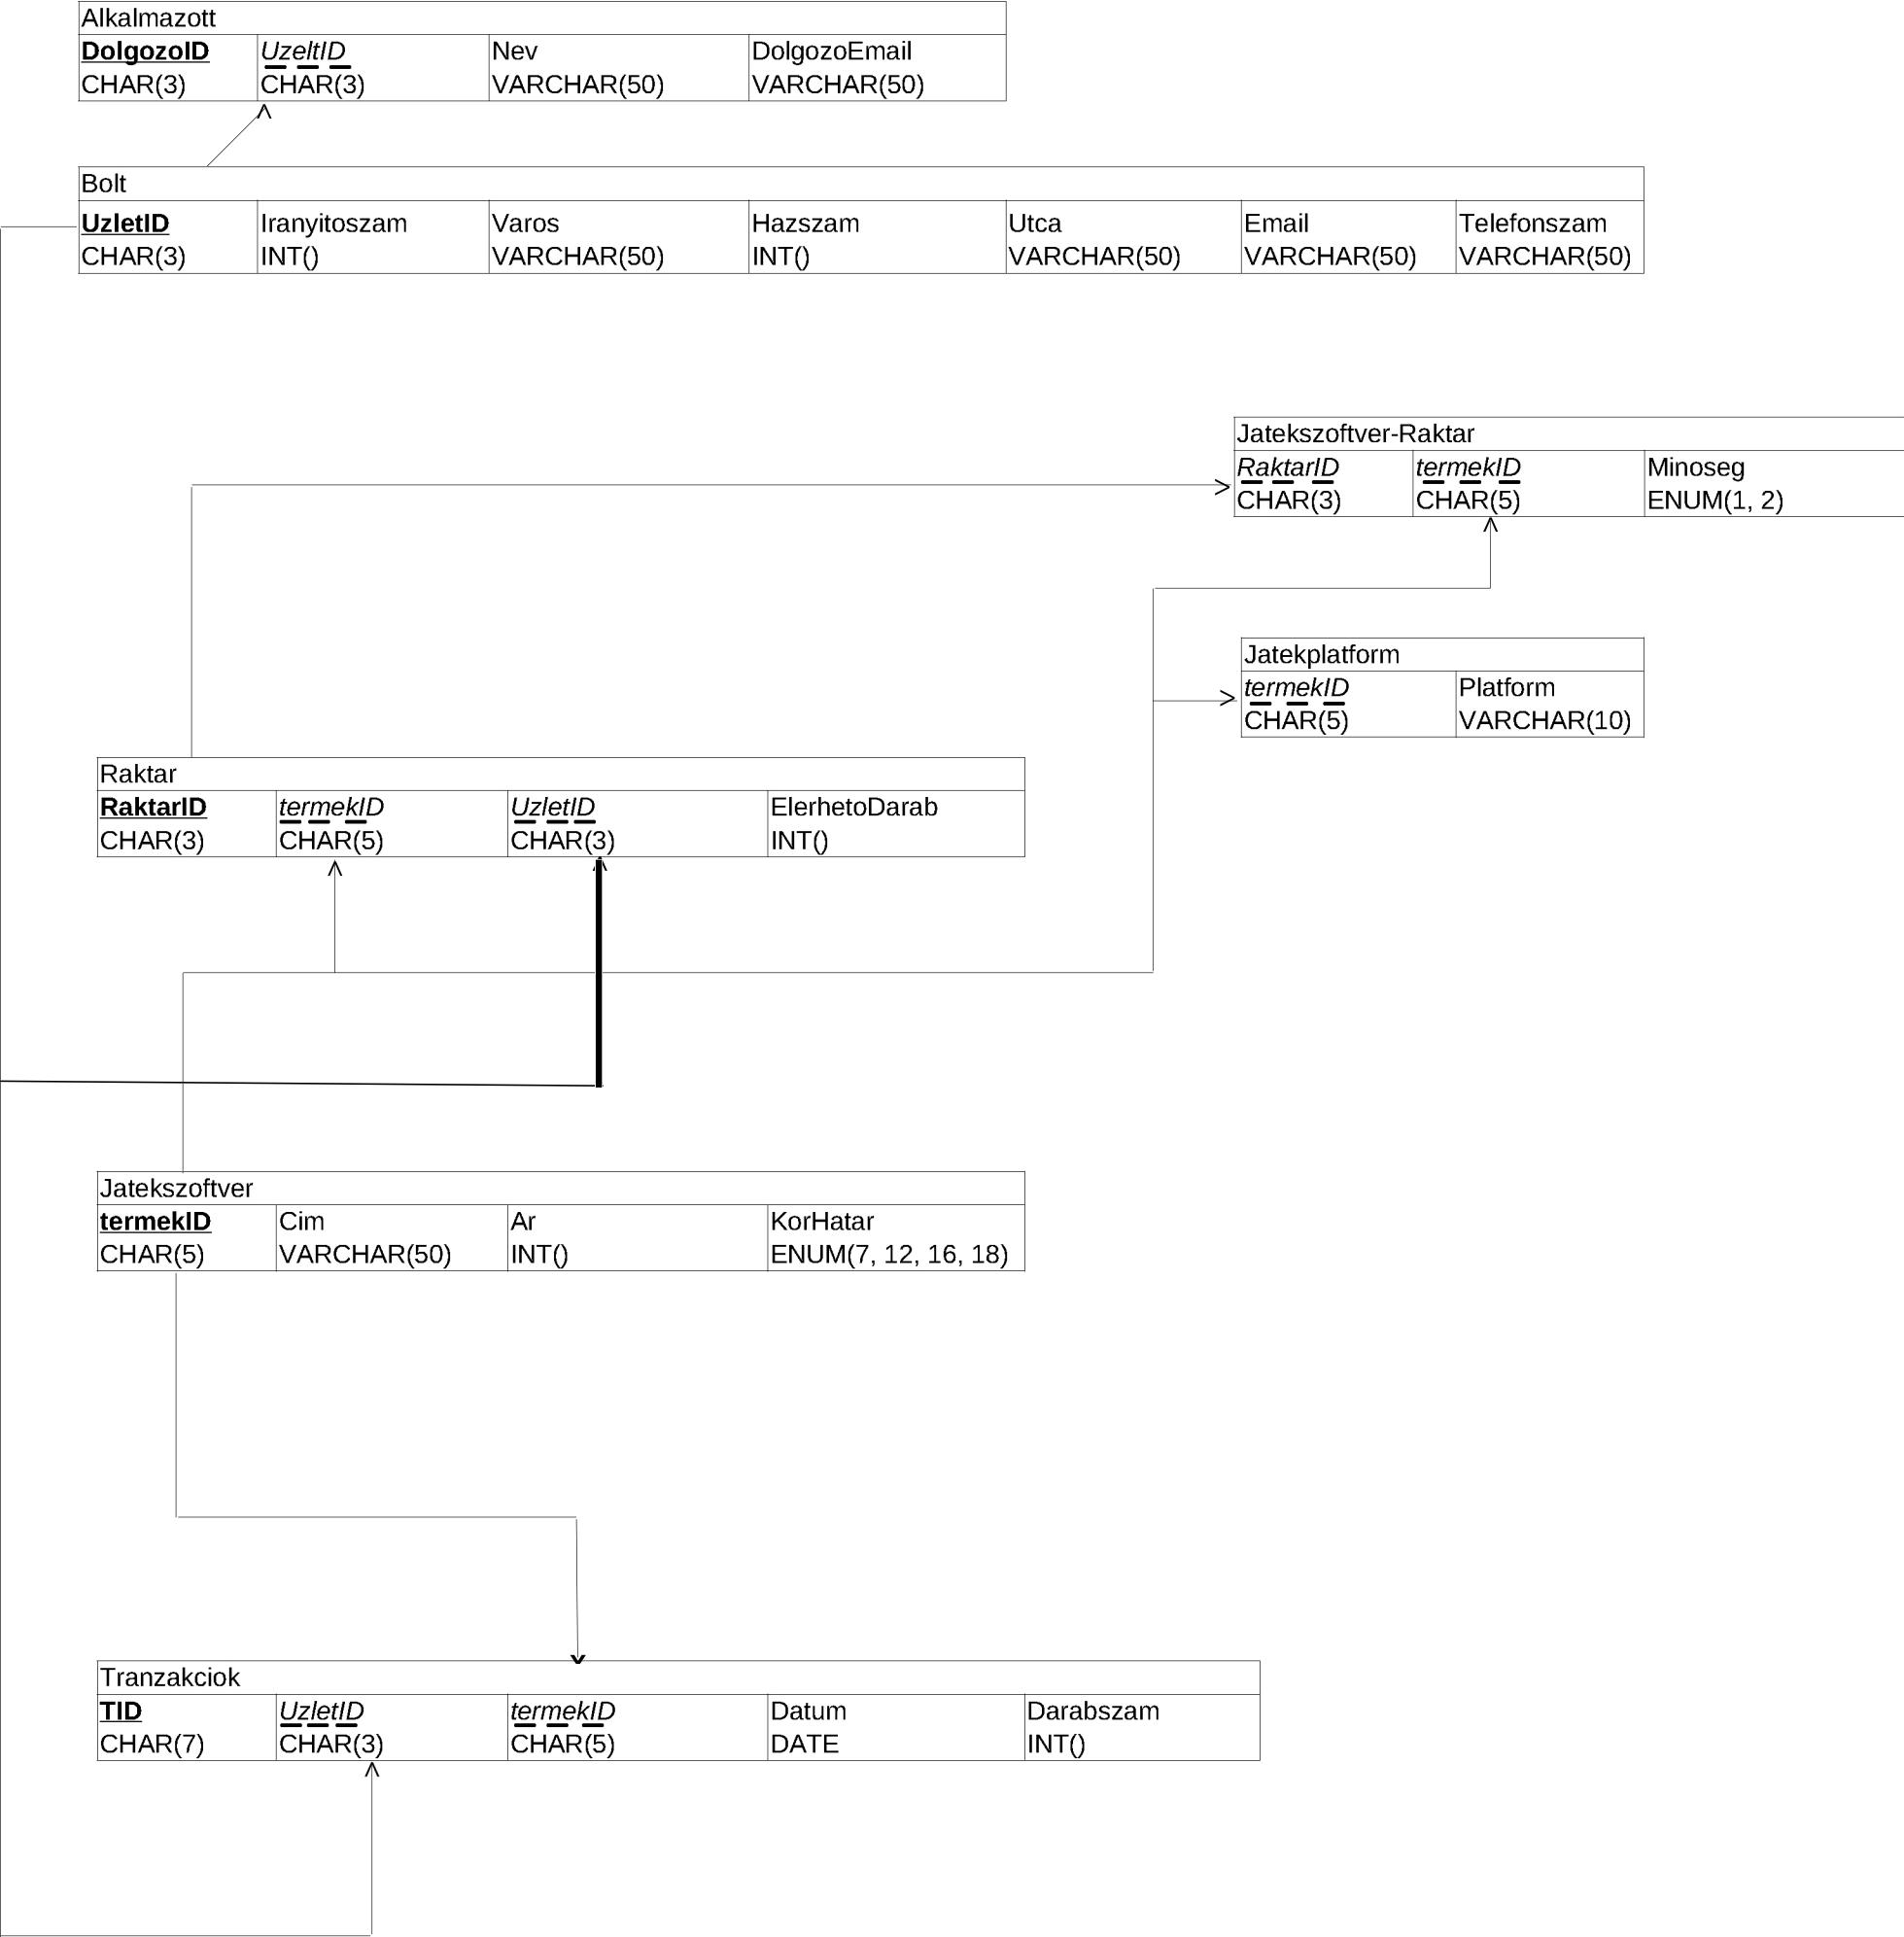 Alkalmazott
DolgozoID UzeltID Nev DolgozoEmail
CHAR(3) CHAR(3) VARCHAR(50) VARCHAR(50)
Bolt
UzletID Iranyitoszam Varos Hazszam Utca Email Telefonszam
CHAR(3) INT() VARCHAR(50) INT() VARCHAR(50) VARCHAR(50) VARCHAR(50)
Jatekszoftver-Raktar
RaktarID termekID Minoseg
CHAR(3) CHAR(5) ENUM(1, 2)
Jatekplatform
termekID Platform
CHAR(5) VARCHAR(10)
Raktar
RaktarID termekID UzletID ElerhetoDarab
CHAR(3) CHAR(5) CHAR(3) INT()
Jatekszoftver
termekID Cim Ar KorHatar
CHAR(5) VARCHAR(50) INT() ENUM(7, 12, 16, 18)
Tranzakciok
TID UzletID termekID Datum Darabszam
CHAR(7) CHAR(3) CHAR(5) DATE INT()